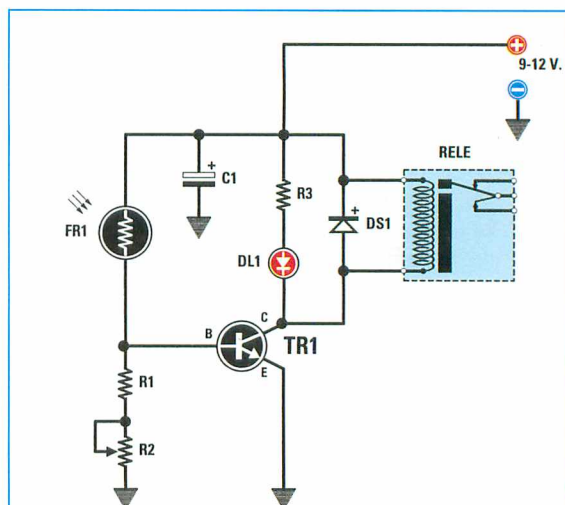 +
9-12 V.
-
RELE
+
C1
R3
+
DS1
FR1
DL1
C
B
TR1
E
R1
R2